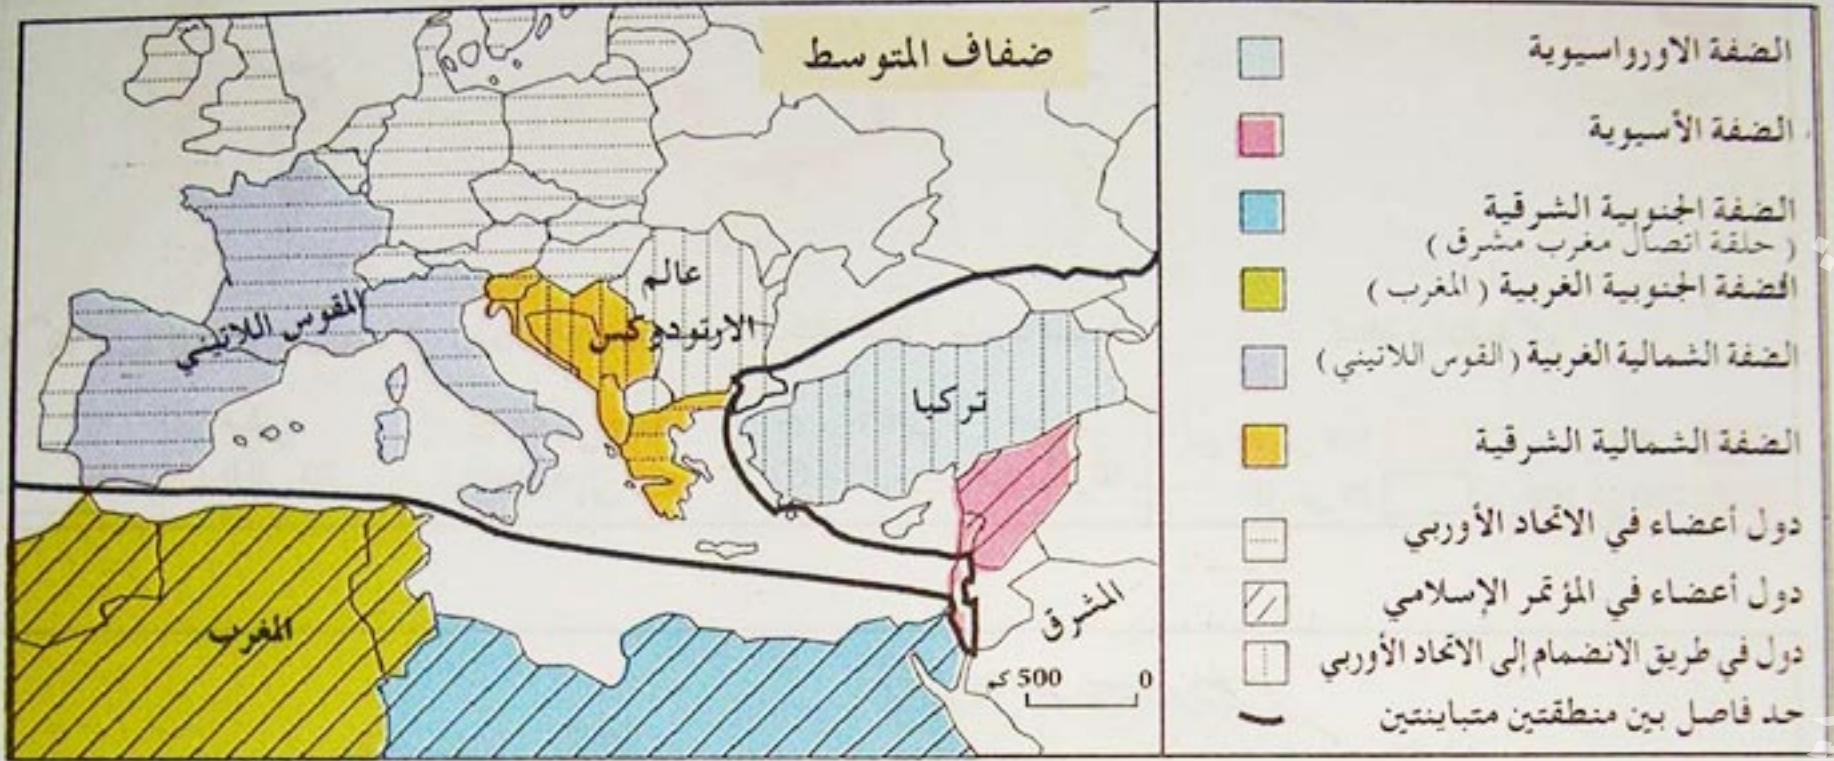 ضفاف المتوسط
عالم
الارتودوكس
المقوس اللاتيني
تركيا
المغرب
المشرق
500 كم
0
الضفة الاورواسيوية
الضفة الأسيوية
الضفة الجنوبية الشرقية
( حلقة اتصال مغرب مشرق )
الضفة الجنوبية الغربية ( المغرب )
الضفة الشمالية الغربية ( القوس اللاتيني )
الضفة الشمالية الشرقية
دول أعضاء في الاتحاد الأوربي
دول أعضاء في المؤتمر الإسلامي
دول في طريق الانضمام إلى الاتحاد الأوربي
حد فاصل بين منطقتين متباينتين